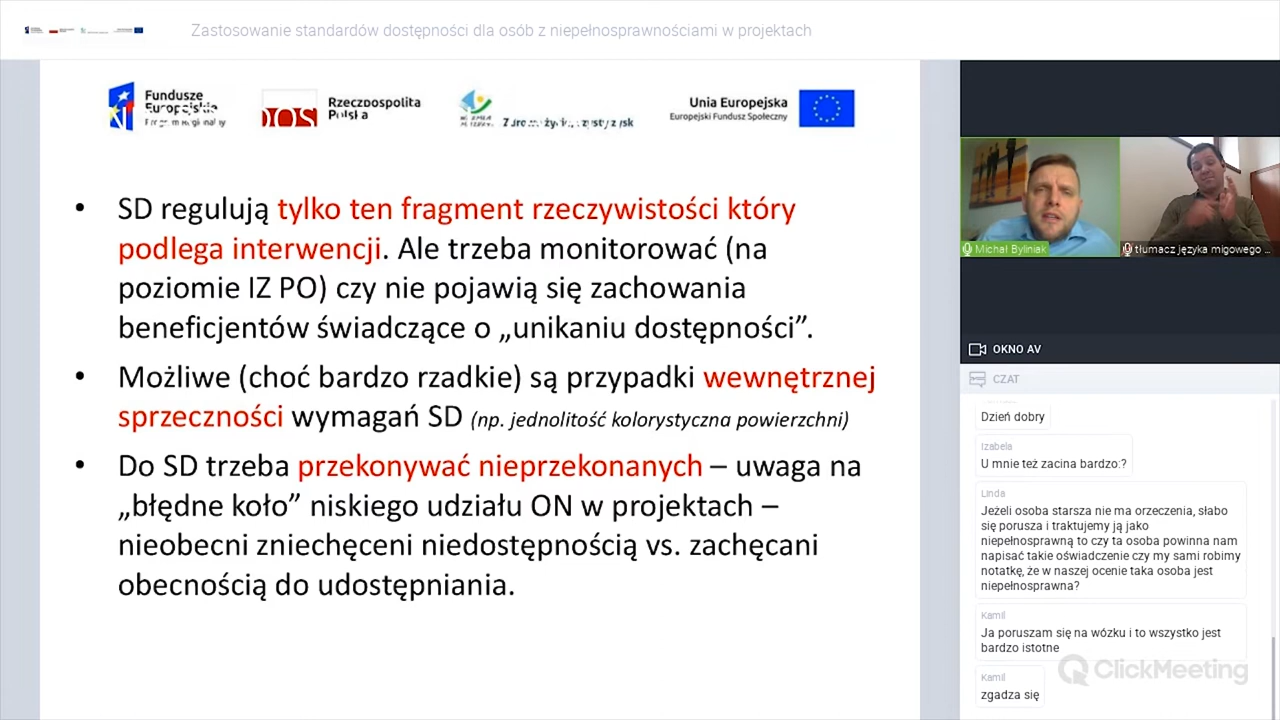 Zastosowanie standardów dostępności dla osób z niepełnosprawnościami w projektach
Fundusze
Europejskie
Rzeczpospolita
Polska
Unia Europejska
Europejski Fundusz Społeczny
• SD regulują tylko ten fragment rzeczywistości który
podlega interwencji. Ale trzeba monitorować (na
poziomie IZ PO) czy nie pojawią się zachowania
beneficjentów świadczące o „unikaniu dostępności”.
• Możliwe (choć bardzo rzadkie) są przypadki wewnętrznej
sprzeczności wymagań SD (np. jednolitość kolorystyczna powierzchni)
• Do SD trzeba przekonywać nieprzekonanych – uwaga na
„błędne koło” niskiego udziału ON w projektach –
nieobecni zniechęceni niedostępnością vs. zachęcani
obecnością do udostępniania.
Michał Byliniak
tłumacz języka migowego ...
OKNO AV
CZAT
Dzień dobry
Izabela
U mnie też zacina bardzo:?
Linda
Jeżeli osoba starsza nie ma orzeczenia, słabo
się porusza i traktujemy ją jako
niepełnosprawną to czy ta osoba powinna nam
napisać takie oświadczenie czy my sami robimy
notatkę, że w naszej ocenie taka osoba jest
niepełnosprawna?
Kamil
Ja poruszam się na wózku i to wszystko jest
bardzo istotne
ClickMeeting
Kamil
zgadza się